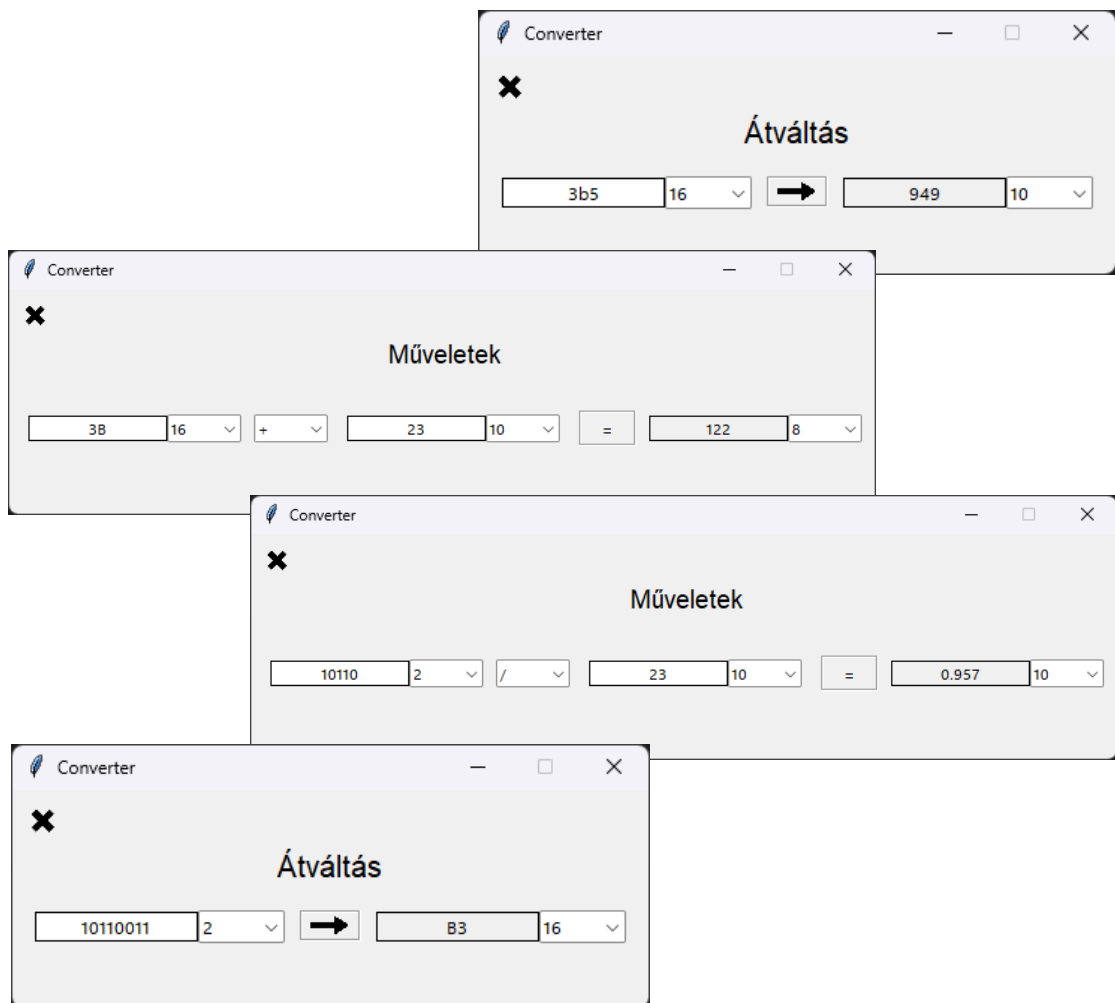 Converter
Átváltás
3b5 16 949 10
Converter
Műveletek
3B 16 + 23 10 = 122 8
Converter
Műveletek
10110 2 / 23 10 = 0.957 10
Converter
Átváltás
10110011 2 B3 16